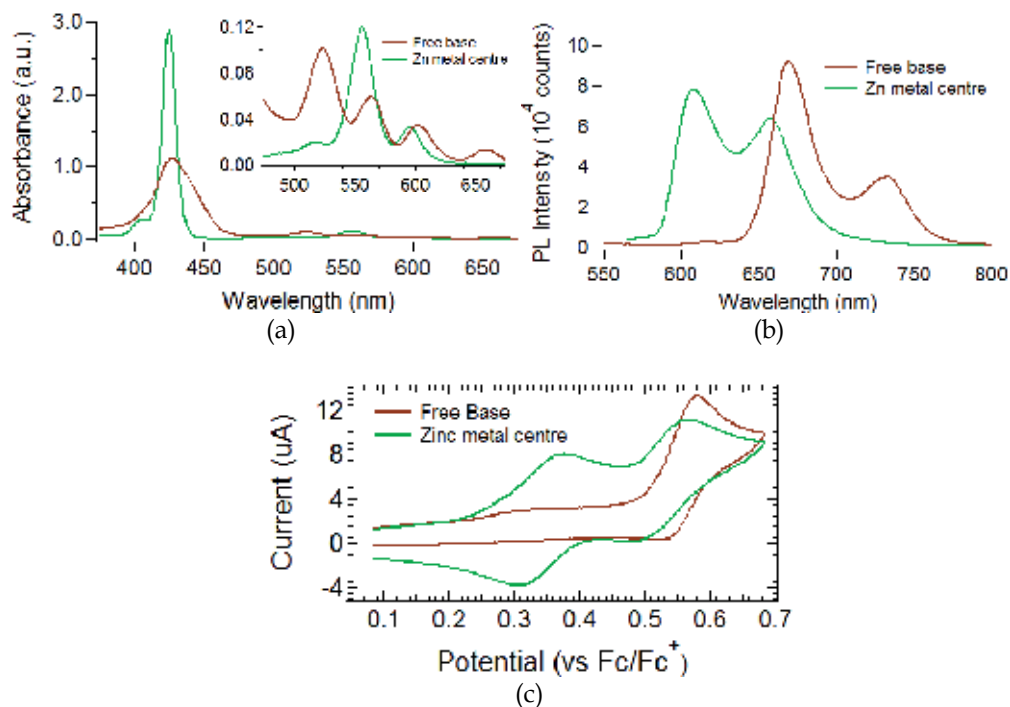 3.0
2.0
1.0
0.0
Absorbance (a.u.)
400 450 500 550 600 650
Wavelength (nm)
0.12
0.08
0.04
0.00
500 550 600 650
Free base
Zn metal centre
(a)
10
8
6
4
2
0
PL Intensty (10⁴ counts)
550 600 650 700 750 800
Wavelength (nm)
Free base
Zn metal centre
(b)
12
8
4
0
-4
Current (uA)
Free Base
Zinc metal centre
0.1 0.2 0.3 0.4 0.5 0.6 0.7
Potential (vs Fc/Fc⁺)
(c)